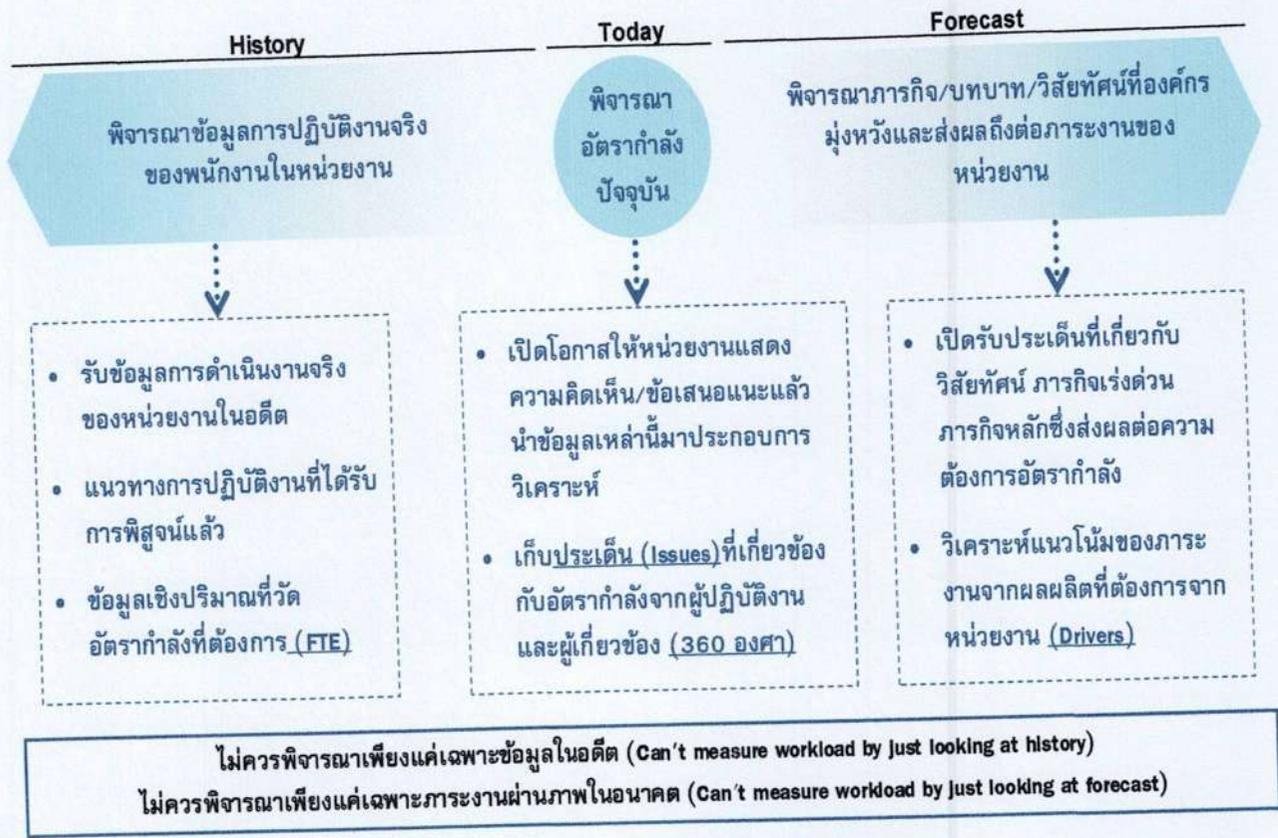 History
Today
Forecast
พิจารณาข้อมูลการปฏิบัติงานจริง
ของพนักงานในหน่วยงาน
พิจารณา
อัตรากำลัง
ปัจจุบัน
พิจารณาภารกิจ/บทบาท/วิสัยทัศน์ที่องค์กร
มุ่งหวังและส่งผลถึงต่อภาระงานของ
หน่วยงาน
• รับข้อมูลการดำเนินงานจริง
ของหน่วยงานในอดีต
• แนวทางการปฏิบัติงานที่ได้รับ
การพิสูจน์แล้ว
• ข้อมูลเชิงปริมาณที่วัด
อัตรากำลังที่ต้องการ (FTE)
• เปิดโอกาสให้หน่วยงานแสดง
ความคิดเห็น/ข้อเสนอแนะแล้ว
นำข้อมูลเหล่านี้มาประกอบการ
วิเคราะห์
• เก็บประเด็น (Issues)ที่เกี่ยวข้อง
กับอัตรากำลังจากผู้ปฏิบัติงาน
และผู้เกี่ยวข้อง (360 องศา)
• เปิดรับประเด็นที่เกี่ยวกับ
วิสัยทัศน์ ภารกิจเร่งด่วน
ภารกิจหลักซึ่งส่งผลต่อความ
ต้องการอัตรากำลัง
• วิเคราะห์แนวโน้มของภาระ
งานจากผลผลิตที่ต้องการจาก
หน่วยงาน (Drivers)
ไม่ควรพิจารณาเพียงแค่เฉพาะข้อมูลในอดีต (Can't measure workload by just looking at history)
ไม่ควรพิจารณาเพียงแค่เฉพาะภาระงานผ่านภาพในอนาคต (Can't measure workload by just looking at forecast)